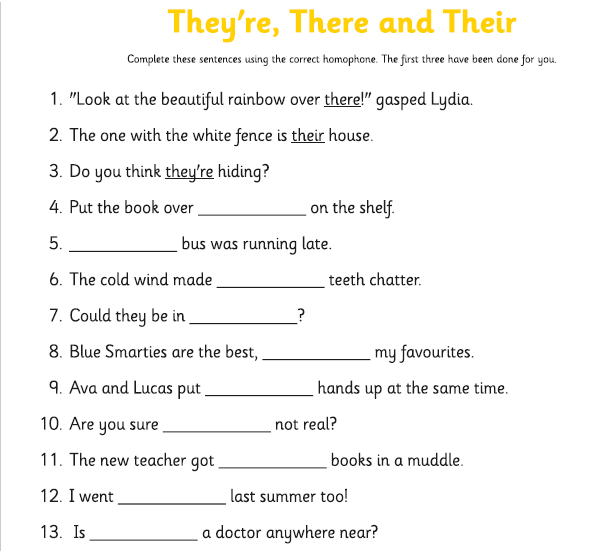 They're, There and Their
Complete these sentences using the correct homophone. The first three have been done for you.
1. "Look at the beautiful rainbow over there!" gasped Lydia.
2. The one with the white fence is their house.
3. Do you think they're hiding?
4. Put the book over ____________ on the shelf.
5. ____________ bus was running late.
6. The cold wind made ____________ teeth chatter.
7. Could they be in ____________?
8. Blue Smarties are the best, ____________ my favourites.
9. Ava and Lucas put ____________ hands up at the same time.
10. Are you sure ____________ not real?
11. The new teacher got ____________ books in a muddle.
12. I went ____________ last summer too!
13. Is ____________ a doctor anywhere near?